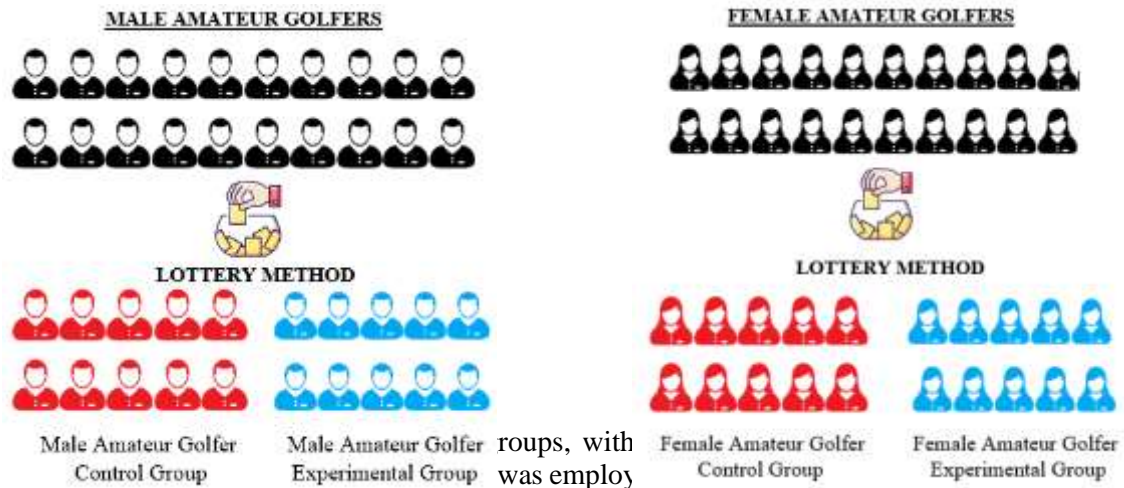 MALE AMATEUR GOLFERS
LOTTERY METHOD
Male Amateur Golfer
Control Group
Male Amateur Golfer
Experimental Group
roups, with
was employ
FEMALE AMATEUR GOLFERS
LOTTERY METHOD
Female Amateur Golfer
Control Group
Female Amateur Golfer
Experimental Group